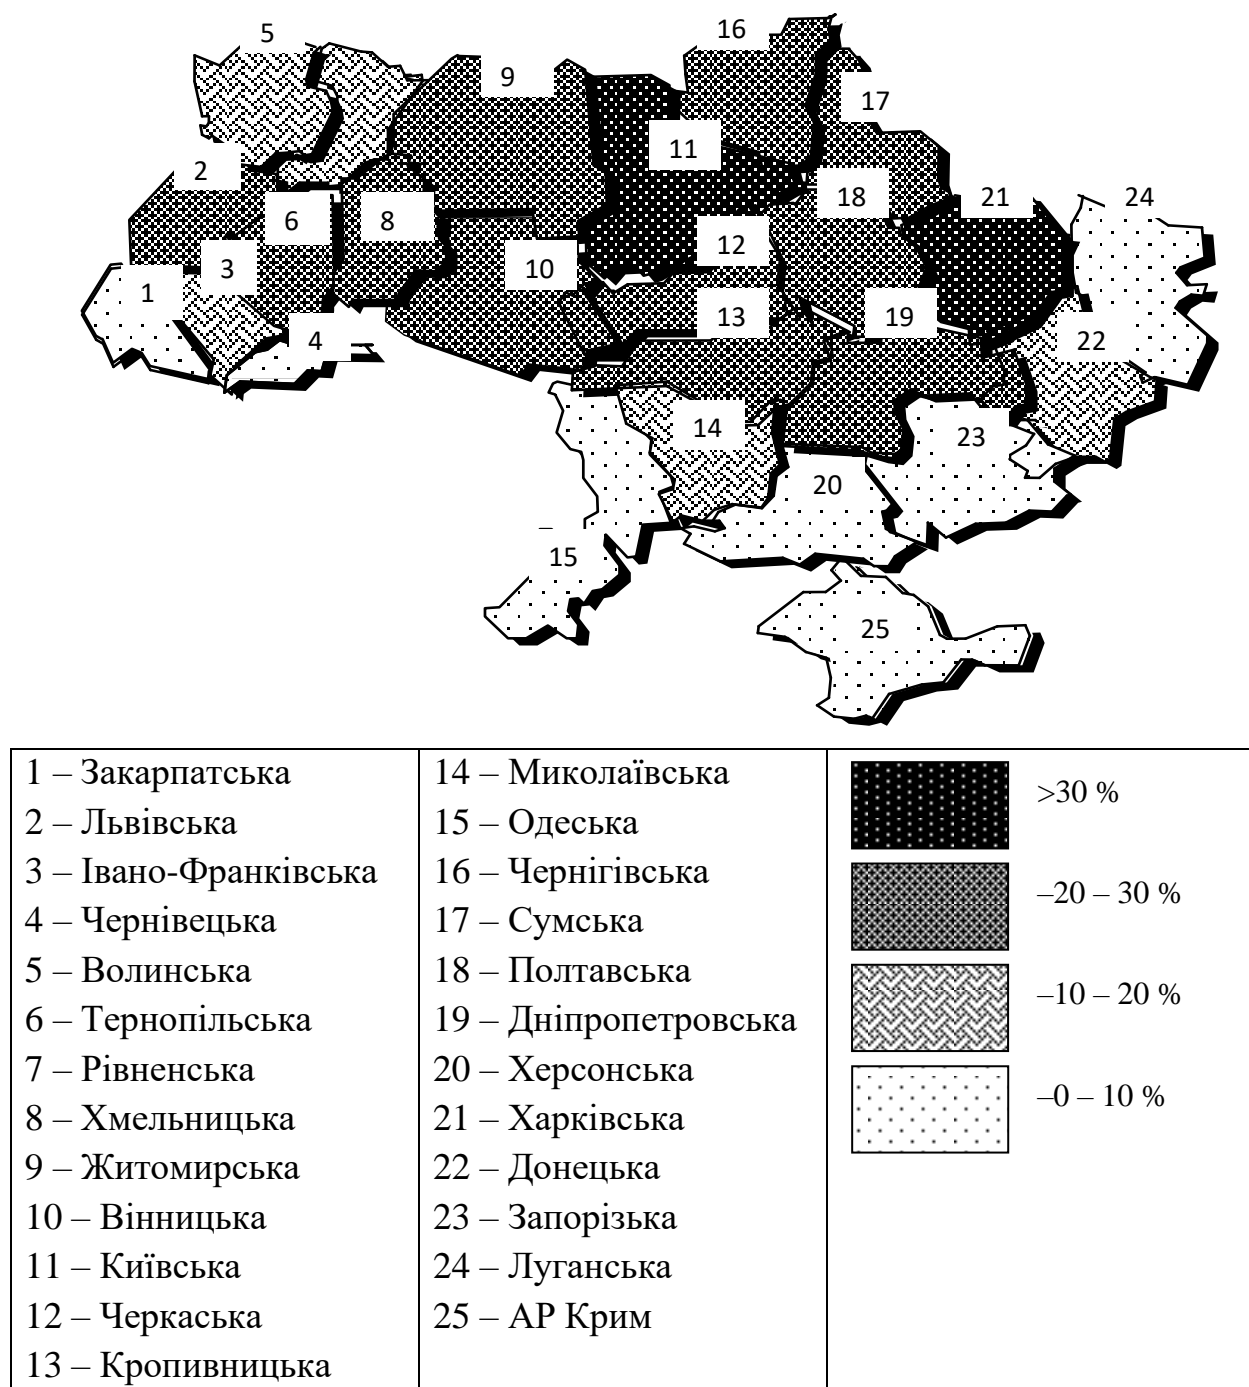 5
16
9
17
11
2
18
21
24
6
8
12
3
10
1
13
19
4
22
14
23
20
15
25
1 – Закарпатська
2 – Львівська
3 – Івано-Франківська
4 – Чернівецька
5 – Волинська
6 – Тернопільська
7 – Рівненська
8 – Хмельницька
9 – Житомирська
10 – Вінницька
11 – Київська
12 – Черкаська
13 – Кропивницька
14 – Миколаївська
15 – Одеська
16 – Чернігівська
17 – Сумська
18 – Полтавська
19 – Дніпропетровська
20 – Херсонська
21 – Харківська
22 – Донецька
23 – Запорізька
24 – Луганська
25 – АР Крим
>30 %
–20 – 30 %
–10 – 20 %
–0 – 10 %